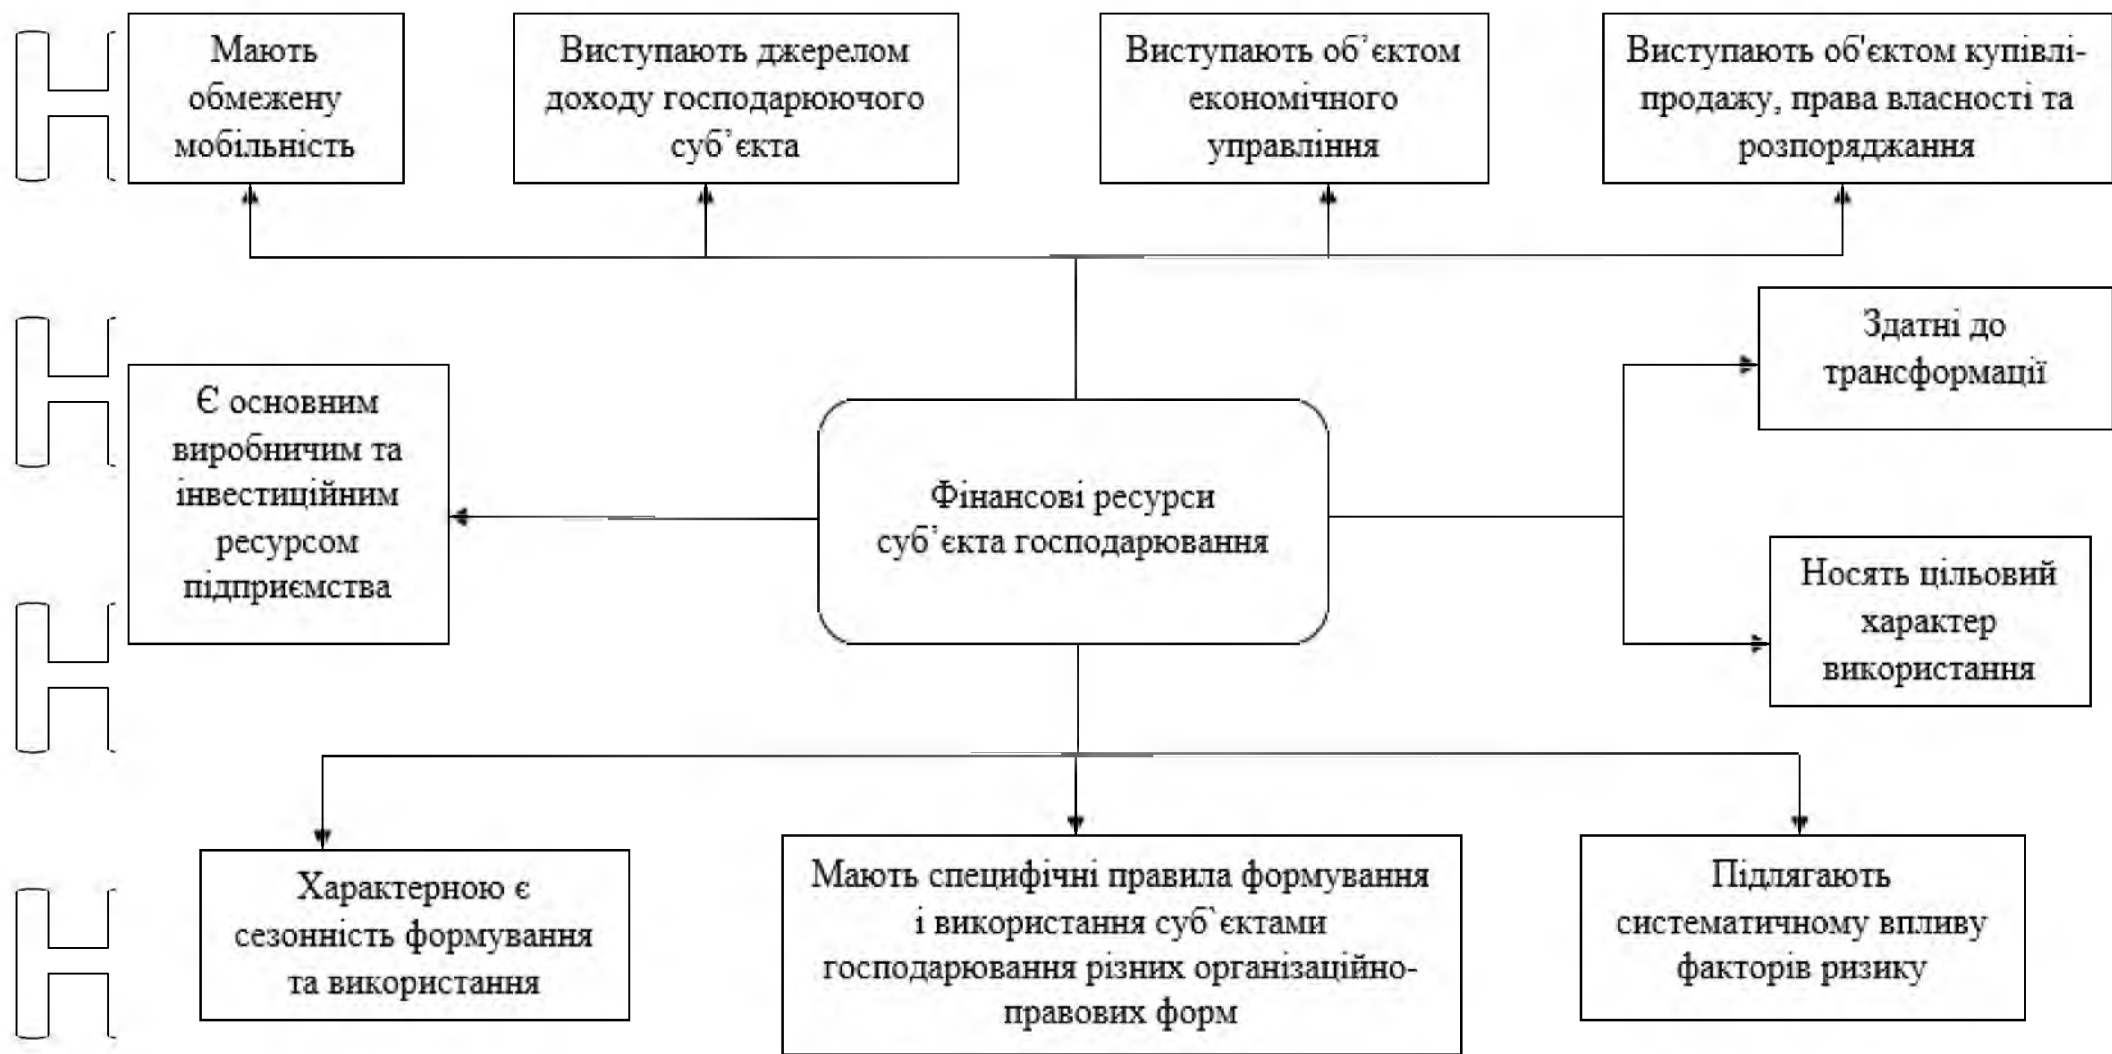 Мають
обмежену
мобільність
Виступають джерелом
доходу господарюючого
суб’єкта
Виступають об’єктом
економічного
управління
Виступають об'єктом купівлі-
продажу, права власності та
розпоряджання
Здатні до
трансформації
Є основним
виробничим та
інвестиційним
ресурсом
підприємства
Фінансові ресурси
суб’єкта господарювання
Носять цільовий
характер
використання
Характерною є
сезонність формування
та використання
Мають специфічні правила формування
і використання суб`єктами
господарювання різних організаційно-
правових форм
Підлягають
систематичному впливу
факторів ризику